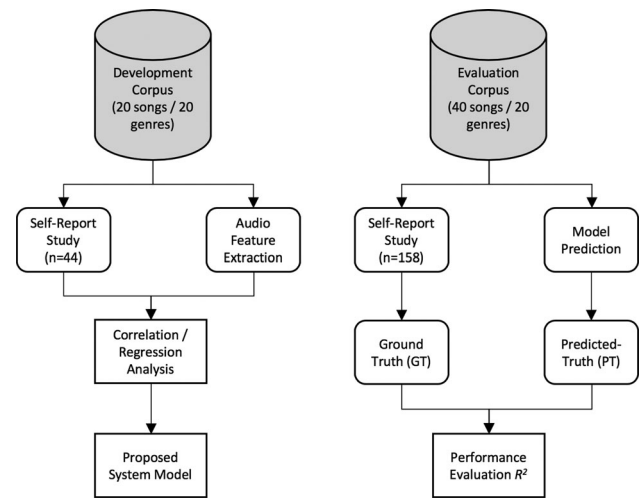 Development
Corpus
(20 songs / 20
genres)
Self-Report
Study
(n=44)
Audio
Feature
Extraction
Correlation /
Regression
Analysis
Proposed
System Model
Evaluation
Corpus
(40 songs / 20
genres)
Self-Report
Study
(n=158)
Model
Prediction
Ground
Truth (GT)
Predicted-
Truth (PT)
Performance
Evaluation R²